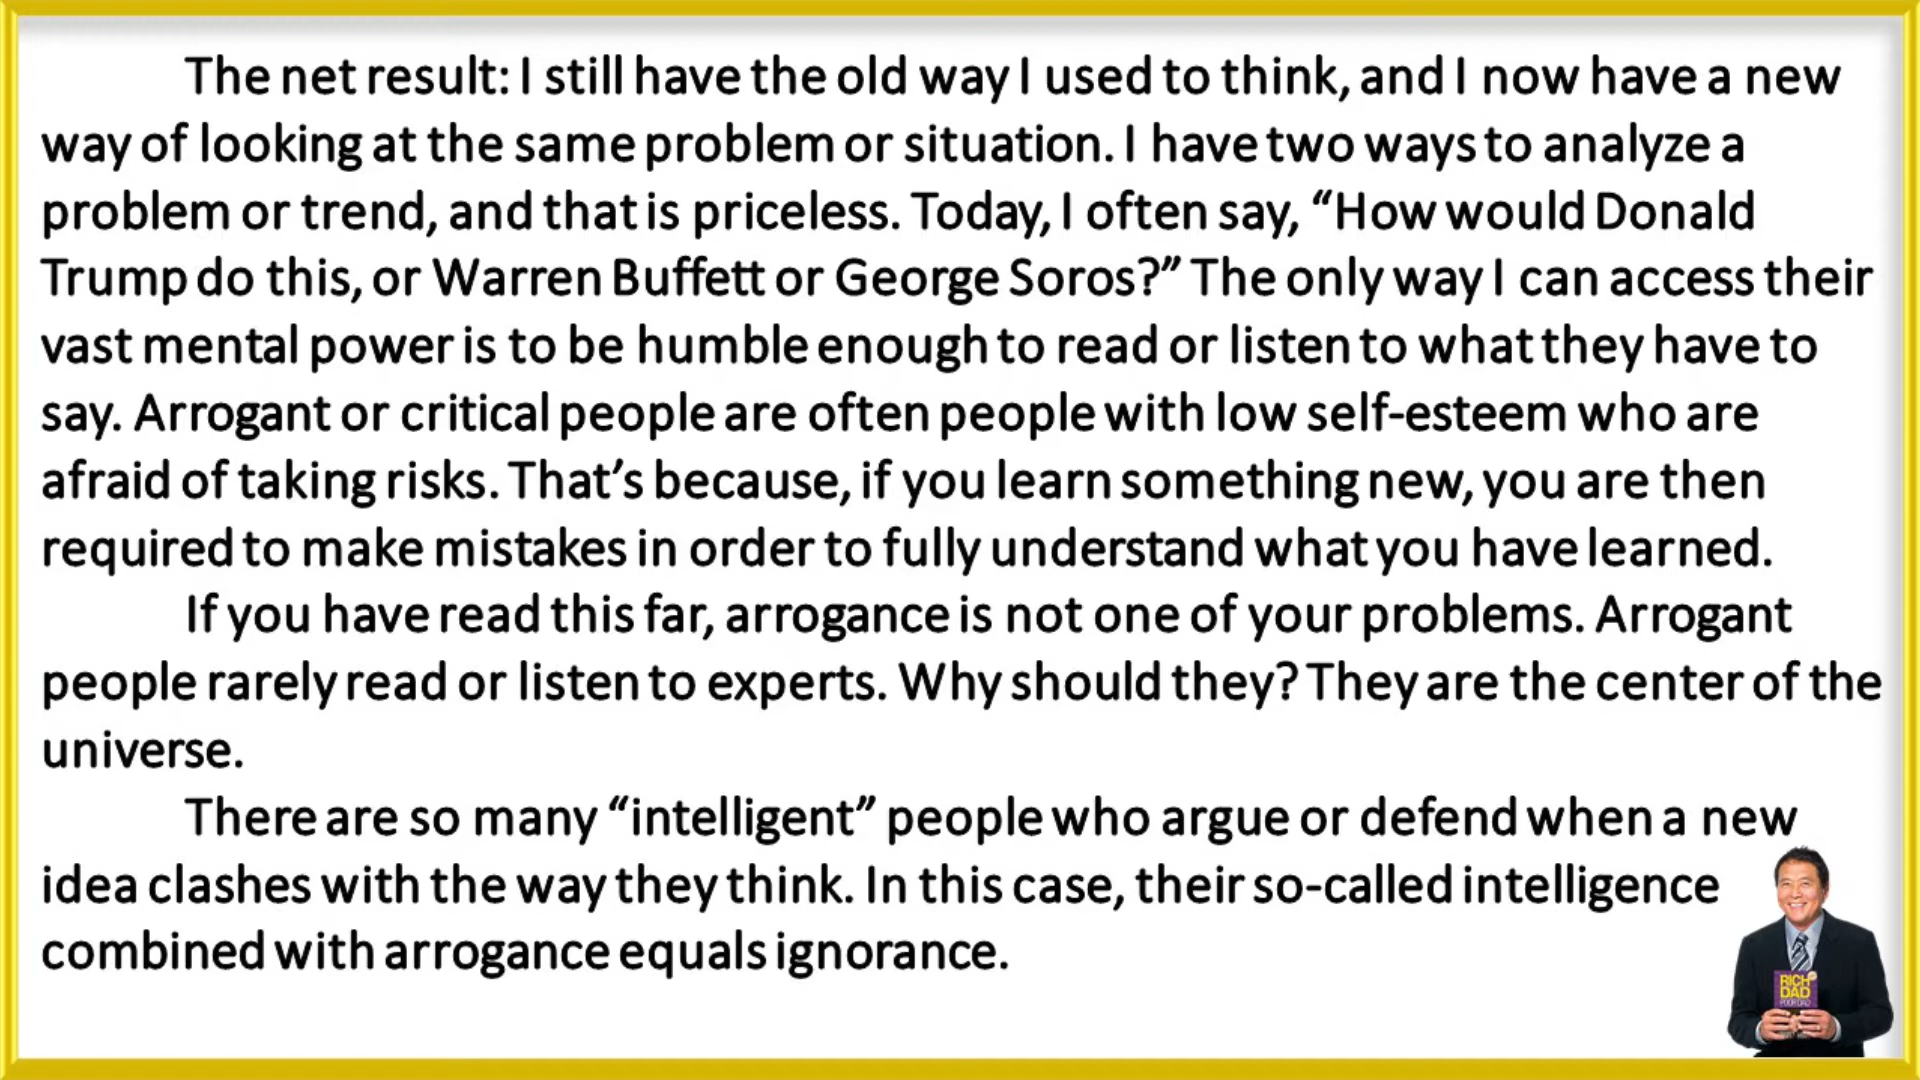 The net result: I still have the old way I used to think, and I now have a new
way of looking at the same problem or situation. I have two ways to analyze a
problem or trend, and that is priceless. Today, I often say, “How would Donald
Trump do this, or Warren Buffett or George Soros?” The only way I can access their
vast mental power is to be humble enough to read or listen to what they have to
say. Arrogant or critical people are often people with low self-esteem who are
afraid of taking risks. That’s because, if you learn something new, you are then
required to make mistakes in order to fully understand what you have learned.
If you have read this far, arrogance is not one of your problems. Arrogant
people rarely read or listen to experts. Why should they? They are the center of the
universe.
There are so many “intelligent” people who argue or defend when a new
idea clashes with the way they think. In this case, their so-called intelligence
combined with arrogance equals ignorance.
RICH
DAD
POOR DAD